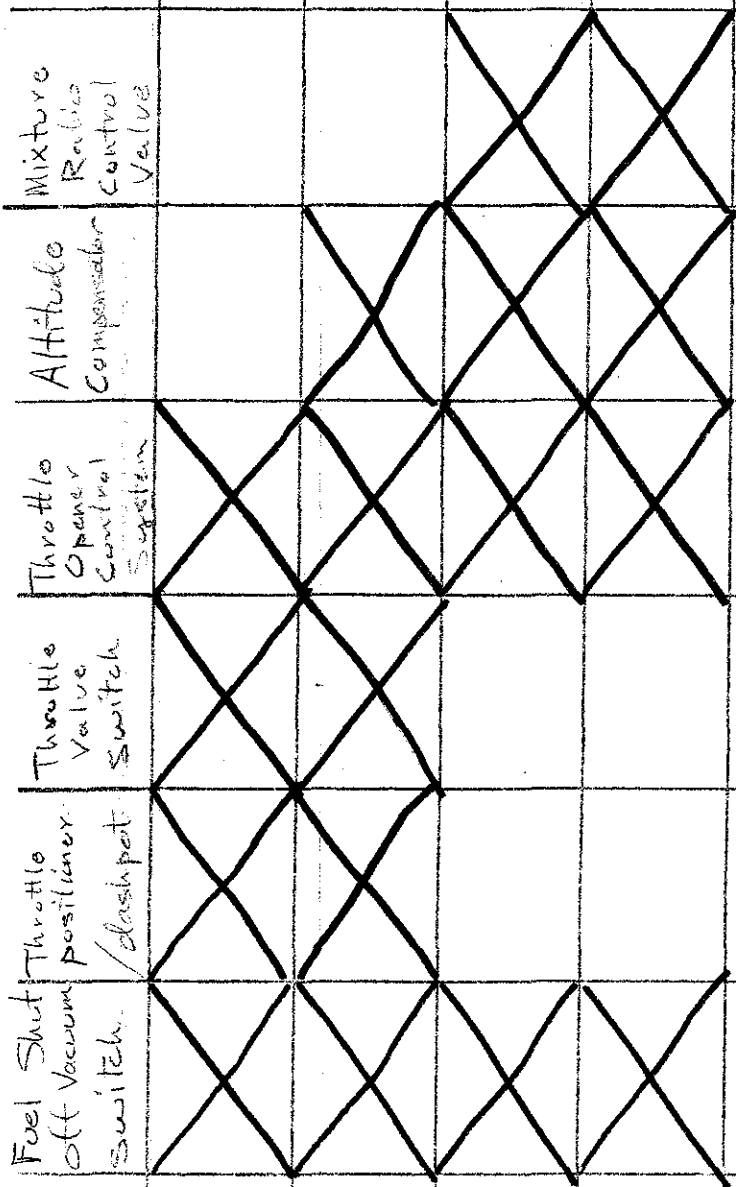 Fuel Shut
off Vacuum
Switch
Throttle
positioner
/dashpot
Throttle
Valve
Switch
Throttle
Opener
Control
System
Altitude
Compensator
Mixture
Ratio
Control
Valve